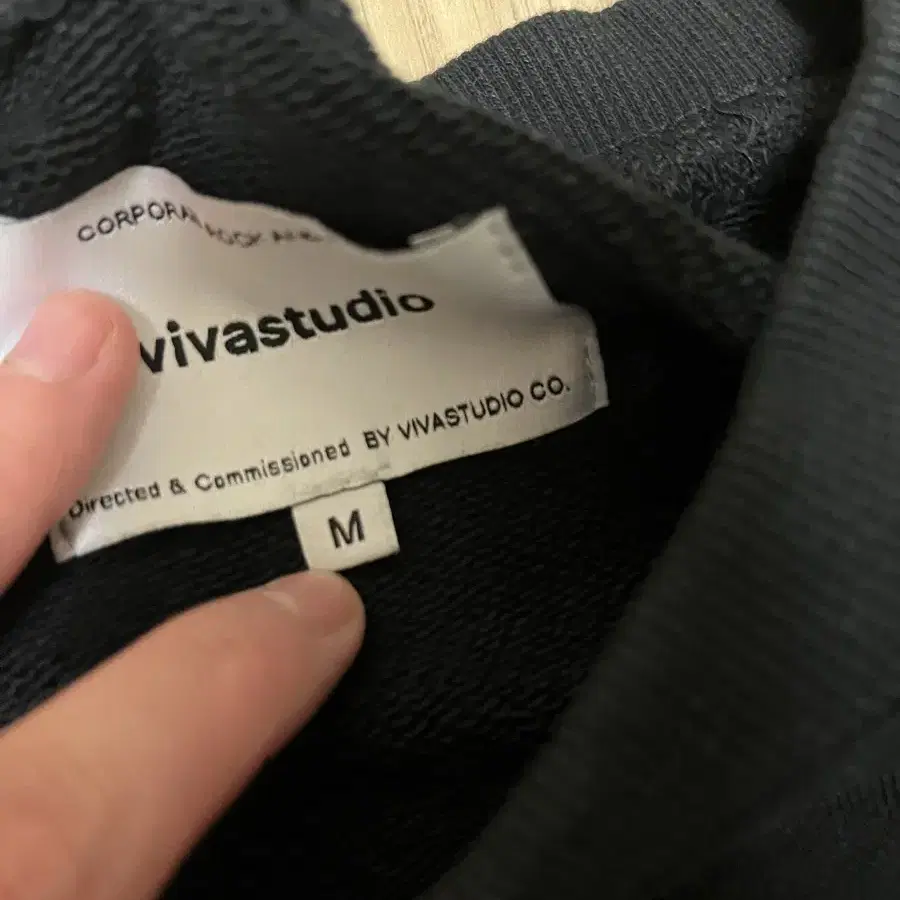 vivastudio
Directed & Commissioned BY VIVASTUDIO CO.
M